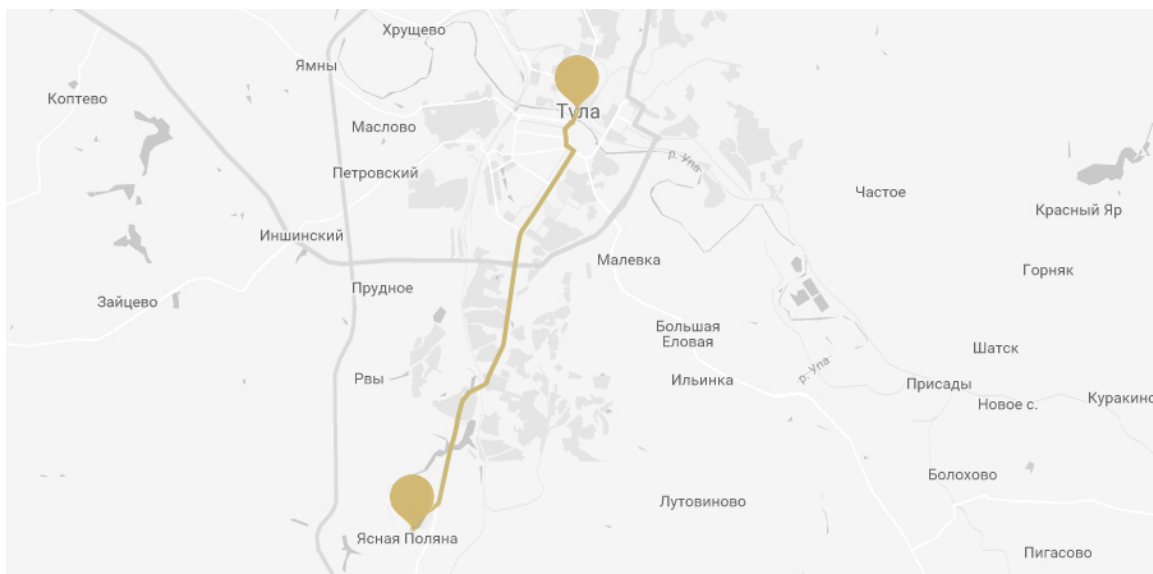 Хрущево
Ямны
Коптево
Тула
Маслово
р. Упа
Петровский
Частое
Красный Яр
Иншинский
Малевка
Горняк
Прудное
Зайцево
Большая
Еловая
Шатск
р. Упа
Рвы
Ильинка
Присады
Куракино
Новое с.
Болохово
Лутовиново
Ясная Поляна
Пигасово